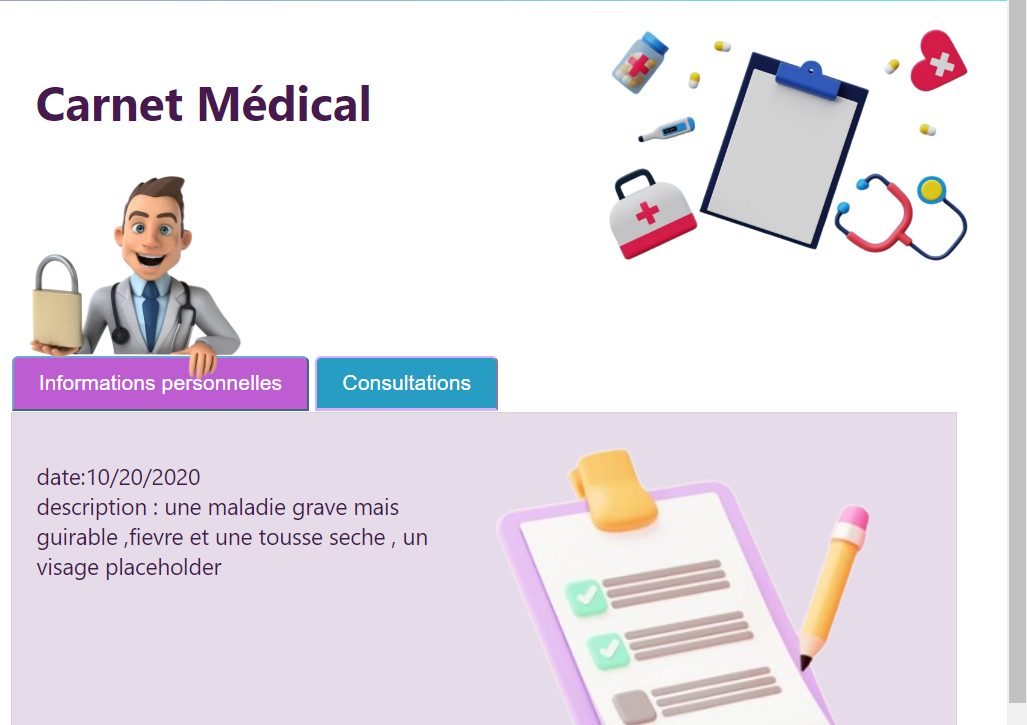 Carnet Médical
Informations personnelles
Consultations
date:10/20/2020
description : une maladie grave mais
guirable ,fievre et une tousse seche , un
visage placeholder